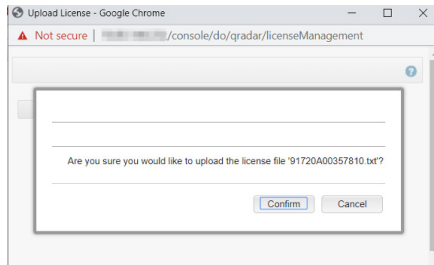 Upload License - Google Chrome
Not secure | /console/do/qradar/licenseManagement
?
Are you sure you would like to upload the license file '91720A00357810.txt'?
Confirm Cancel